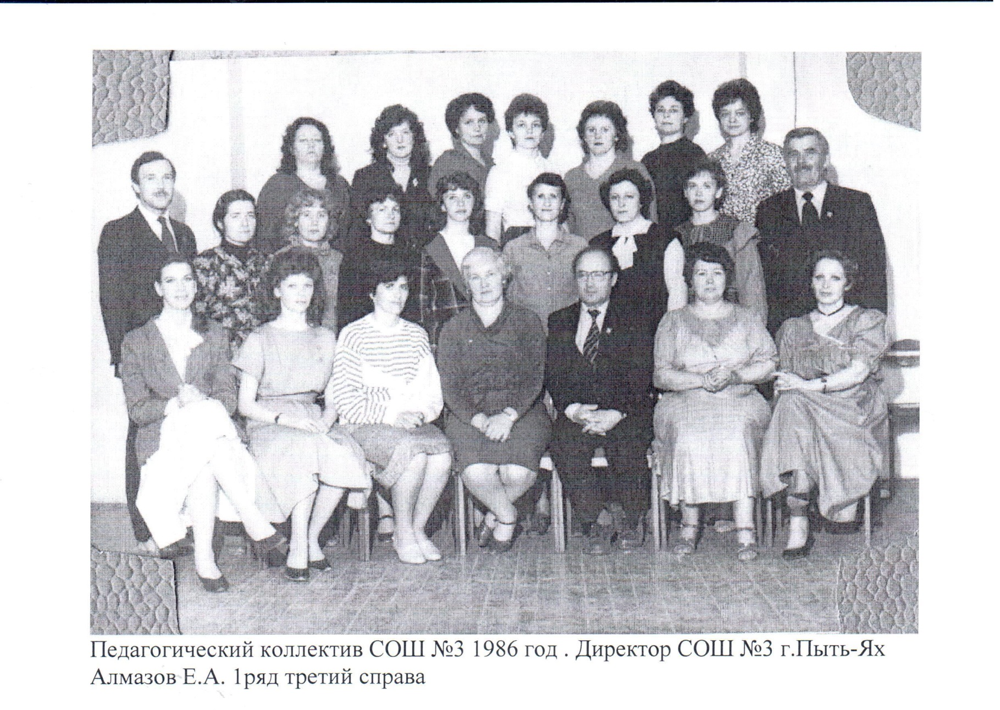 Педагогический коллектив СОШ №3 1986 год . Директор СОШ №3 г.Пыть-Ях
Алмазов Е.А. 1ряд третий справа